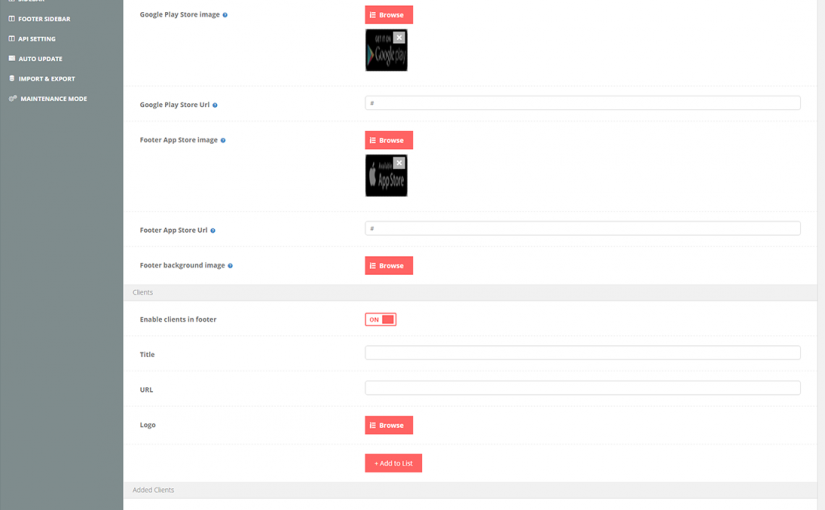 FOOTER SIDEBAR
API SETTING
AUTO UPDATE
IMPORT & EXPORT
MAINTENANCE MODE
Google Play Store image
Browse
GET IT ON
Google play
Google Play Store Url
#
Footer App Store image
Browse
Available
App Store
Footer App Store Url
#
Footer background image
Browse
Clients
Enable clients in footer
ON
Title
URL
Logo
Browse
+ Add to List
Added Clients